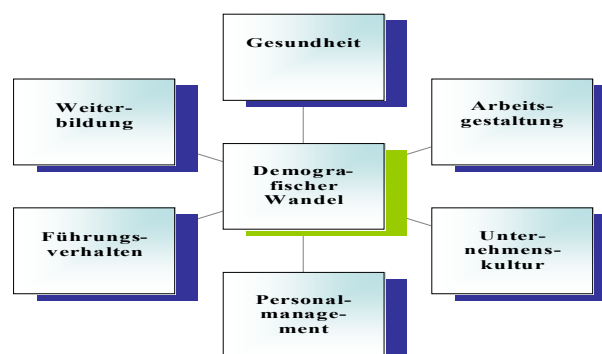 Gesundheit
Weiter-
bildung
Arbeits-
gestaltung
Demogra-
fischer
Wandel
Führungs-
verhalten
Unter-
nehmens-
kultur
Personal-
manage-
ment